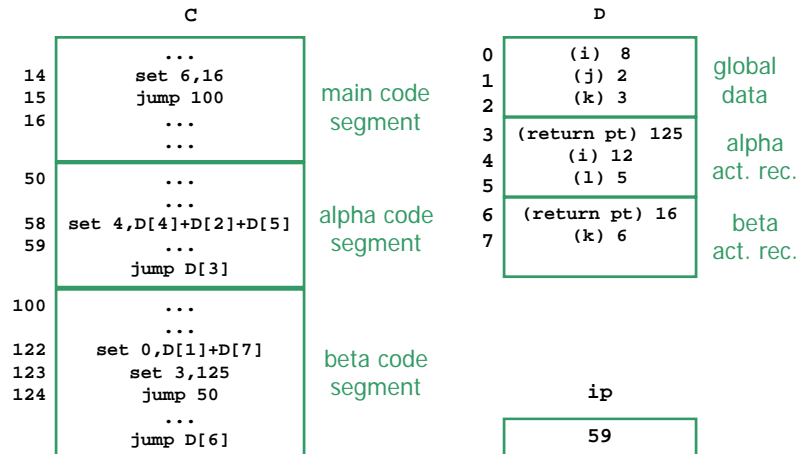 C
...
14 set 6,16
15 jump 100
16 ...
...
main code
segment
50 ...
...
58 set 4,D[4]+D[2]+D[5]
59 ...
jump D[3]
alpha code
segment
100 ...
...
122 set 0,D[1]+D[7]
123 set 3,125
124 jump 50
...
jump D[6]
beta code
segment
D
0 (i) 8
1 (j) 2
2 (k) 3
global
data
3 (return pt) 125
4 (i) 12
5 (l) 5
alpha
act. rec.
6 (return pt) 16
7 (k) 6
beta
act. rec.
ip
59